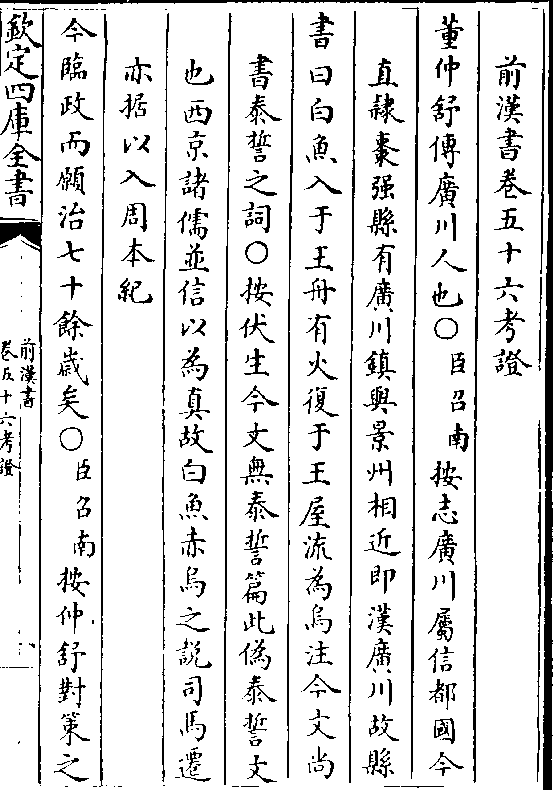 前漢書卷五十六考證
董仲舒傳廣川人也〇臣召南按志廣川屬信都國今
直隸棗强縣有廣川鎮與景州相近即漢廣川故縣
書曰白魚入于王舟有火復于王屋流為烏注今文尚
書泰誓之詞〇按伏生今文無泰誓篇此偽泰誓文
也西京諸儒並信以為真故白魚赤烏之說司馬遷
亦据以入周本紀
今臨政而願治七十餘歲矣〇臣召南按仲舒對策之
欽定四庫全書
前漢書
卷五十六考證